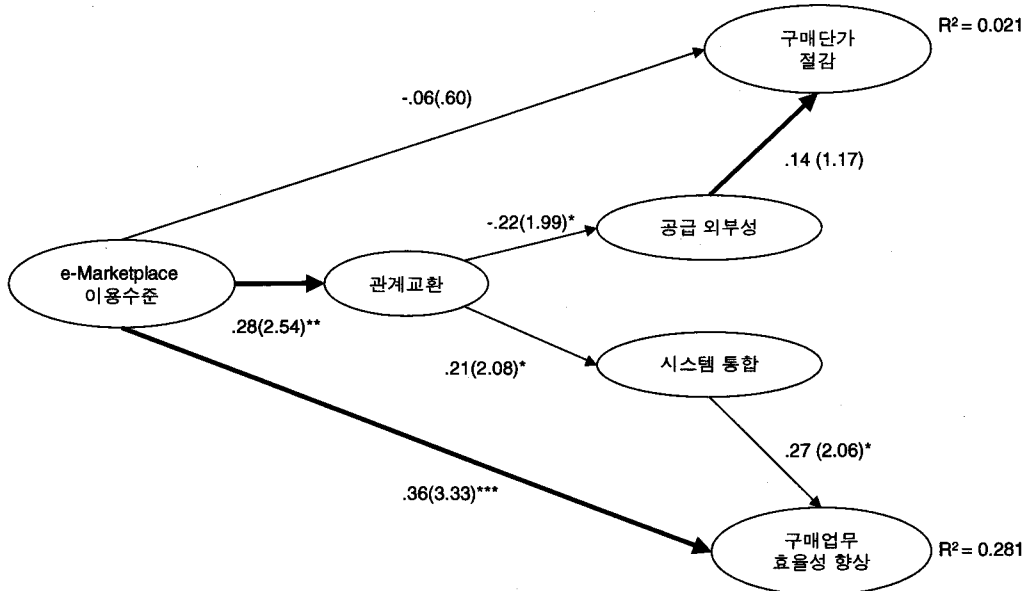 구매단가
절감
R² = 0.021
-.06(.60)
.14 (1.17)
-.22(1.99)*
공급 외부성
e-Marketplace
이용수준
관계교환
.28(2.54)**
.21(2.08)*
시스템 통합
.27 (2.06)*
.36(3.33)***
구매업무
효율성 향상
R² = 0.281